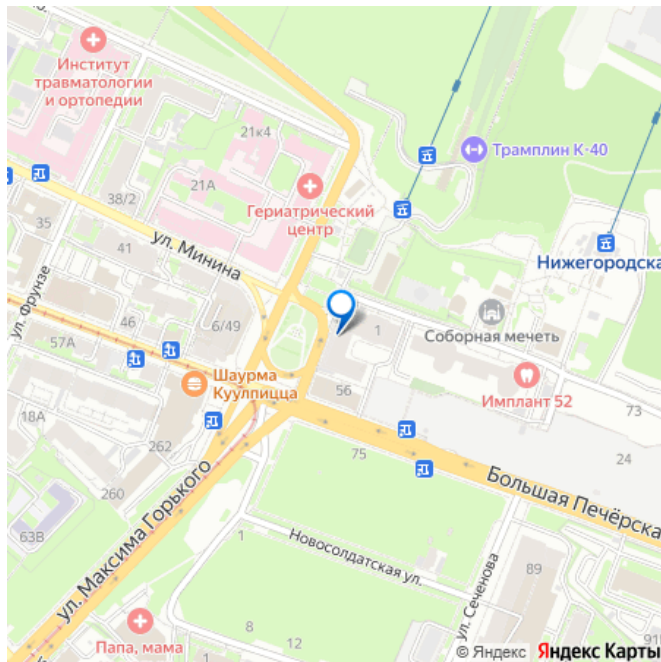 Институт
травматологии
и ортопедии
21к4
Трамплин К-40
21А
38/2
Гериатрический
центр
35
ул. Минина
41
Нижегородска
ул. Фрунзе
46
6/49
1
Соборная мечеть
57А
Шаурма
Куулпицца
56
Имплант 52
18А
262
73
75
24
260
Большая Печёрска
ул. Максима Горького
63В
1
Новосолдатская ул.
ул. Сеченова
89
8
12
Папа, мама
91
© Яндекс Яндекс Карты